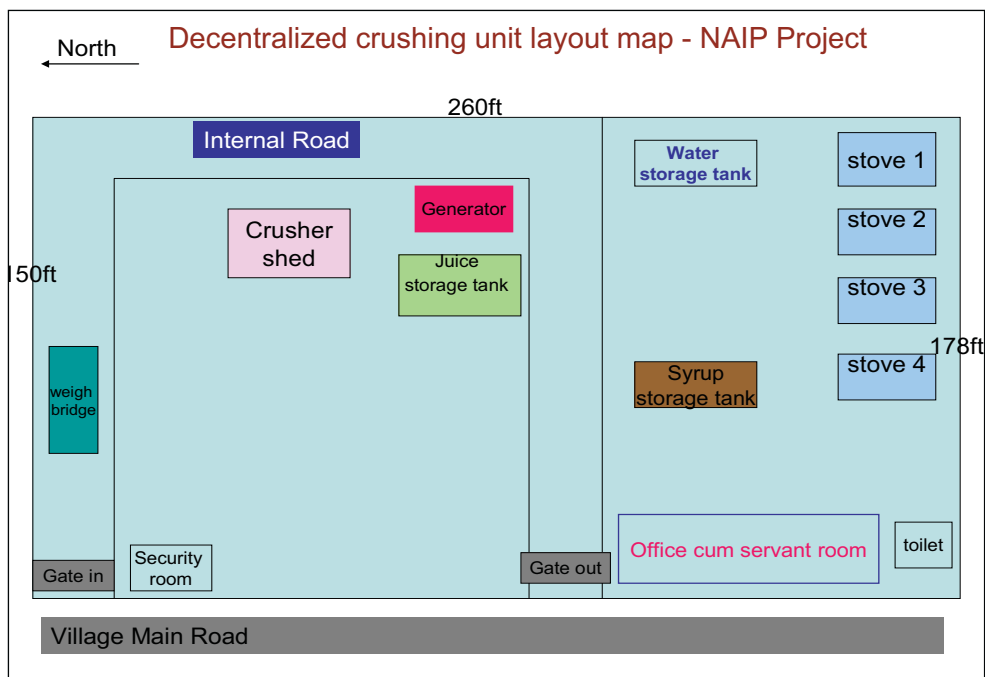 North
Decentralized crushing unit layout map - NAIP Project
260ft
Internal Road
Water
storage tank
stove 1
Generator
stove 2
Crusher
shed
Juice
storage tank
150ft
stove 3
178ft
weigh
bridge
Syrup
storage tank
stove 4
Security
room
Gate in
Gate out
Office cum servant room
toilet
Village Main Road